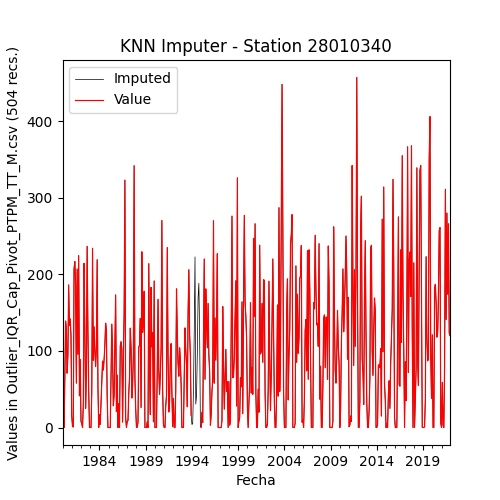 KNN Imputer - Station 28010340
Values in Outlier_IQR_Cap_Pivot_PTPM_TT_M.csv (504 recs.)
Imputed
Value
400
300
200
100
0
1984 1989 1994 1999 2004 2009 2014 2019
Fecha